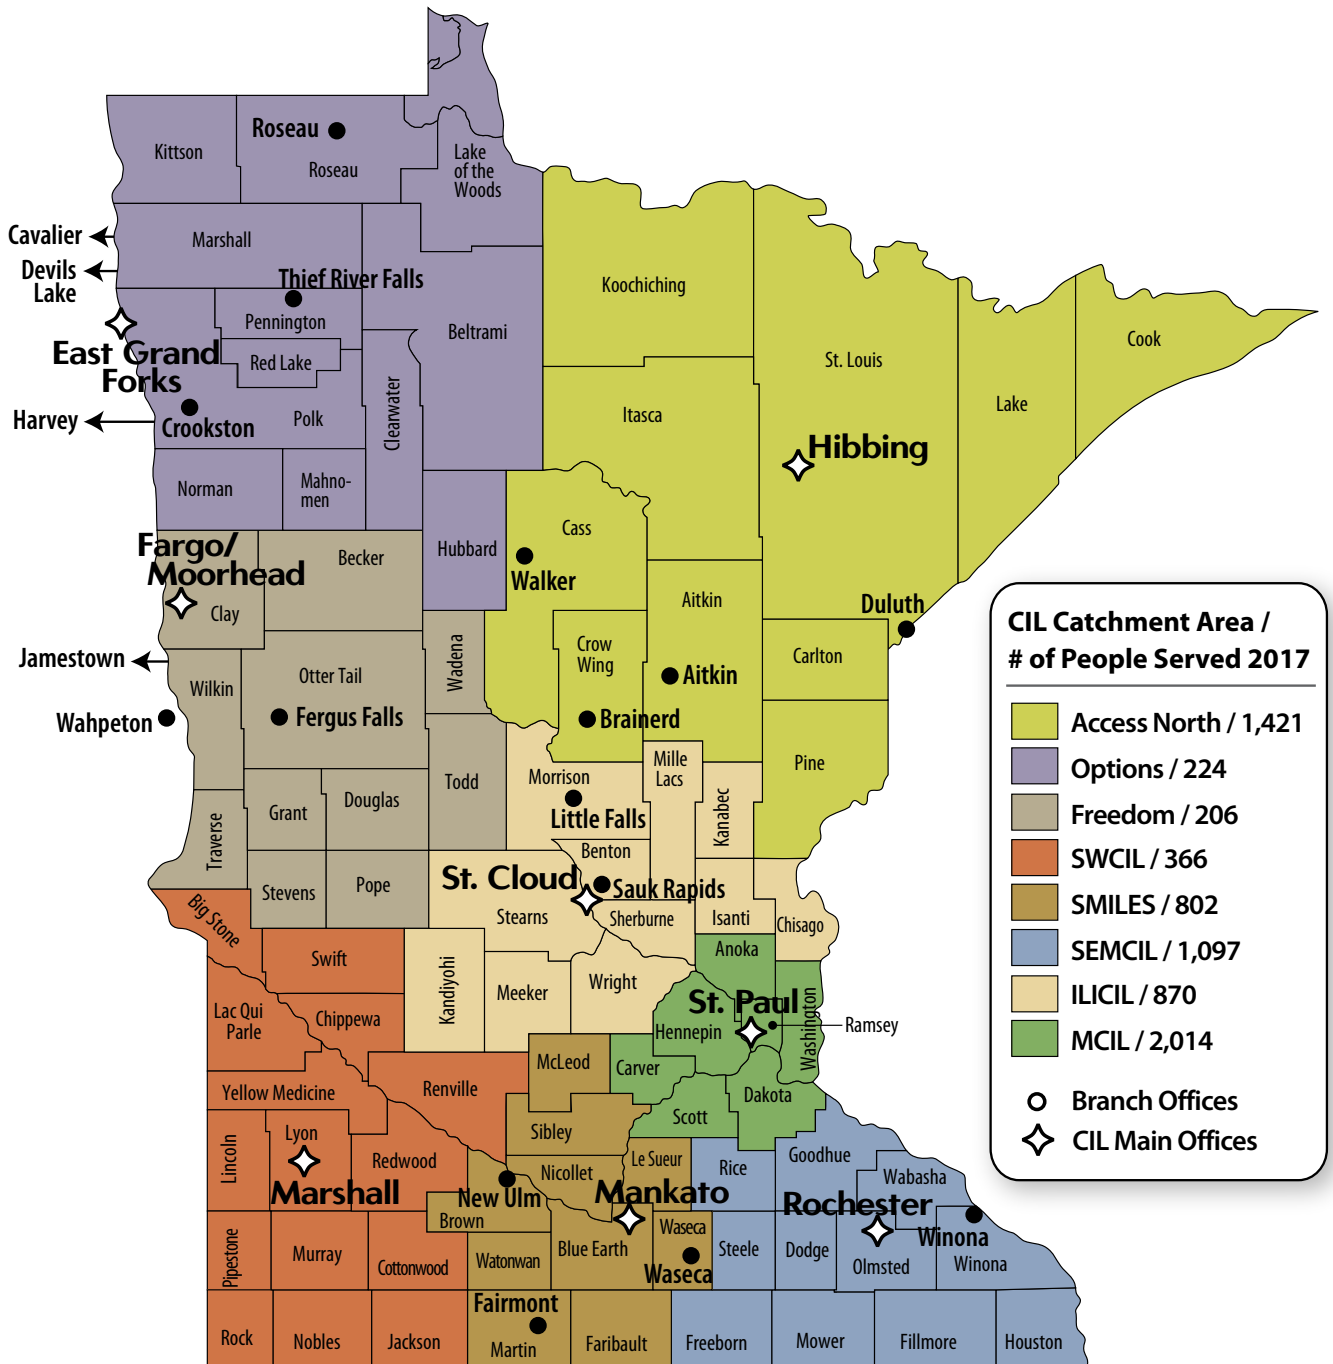 Roseau
Kittson
Roseau
Lake
of the
Woods
Cavalier
Marshall
Devils
Lake
Thief River Falls
Pennington
Koochiching
Beltrami
Cook
St. Louis
East Grand
Forks
Red Lake
Clearwater
Lake
Itasca
Harvey
Crookston
Polk
Hibbing
Norman
Mahno-
men
Cass
Fargo/
Moorhead
Becker
Hubbard
Walker
Clay
Aitkin
Duluth
Jamestown
Wadena
Crow
Wing
Carlton
Otter Tail
Wilkin
Aitkin
Wahpeton
Fergus Falls
Brainerd
Mille
Lacs
Pine
Morrison
Todd
Douglas
Grant
Little Falls
Kanabec
Traverse
Benton
St. Cloud
Sauk Rapids
Stevens
Pope
Stearns
Sherburne
Isanti
Chisago
Big Stone
Swift
Anoka
Kandiyohi
Meeker
Wright
St. Paul
Lac Qui
Parle
Chippewa
Hennepin
Ramsey
Washington
McLeod
Carver
Yellow Medicine
Renville
Dakota
Scott
Sibley
Lincoln
Lyon
Redwood
Le Sueur
Rice
Goodhue
Nicollet
Wabasha
Marshall
New Ulm
Mankato
Rochester
Brown
Waseca
Winona
Pipestone
Murray
Cottonwood
Watonwan
Blue Earth
Steele
Dodge
Olmsted
Winona
Waseca
Fairmont
Rock
Nobles
Jackson
Martin
Faribault
Freeborn
Mower
Fillmore
Houston
CIL Catchment Area /
# of People Served 2017
Access North / 1,421
Options / 224
Freedom / 206
SWCIL / 366
SMILES / 802
SEMCIL / 1,097
ILICIL / 870
MCIL / 2,014
Branch Offices
CIL Main Offices